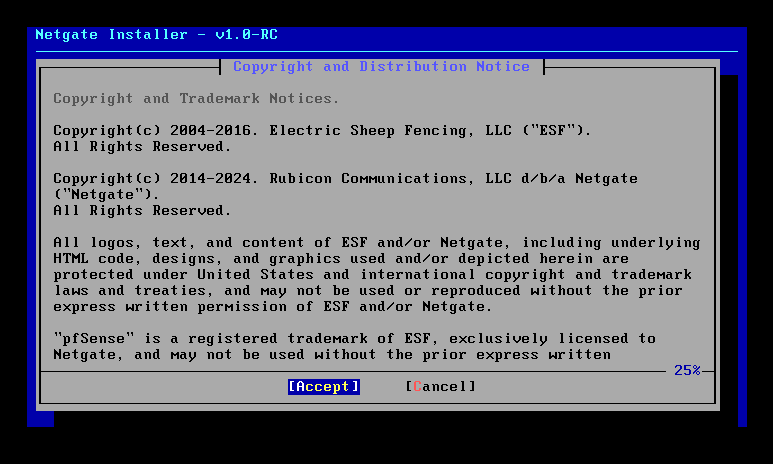 Netgate Installer - v1.0-RC
Copyright and Distribution Notice
Copyright and Trademark Notices.
Copyright(c) 2004-2016. Electric Sheep Fencing, LLC ("ESF").
All Rights Reserved.
Copyright(c) 2014-2024. Rubicon Communications, LLC d/b/a Netgate
("Netgate").
All Rights Reserved.
All logos, text, and content of ESF and/or Netgate, including underlying
HTML code, designs, and graphics used and/or depicted herein are
protected under United States and international copyright and trademark
laws and treaties, and may not be used or reproduced without the prior
express written permission of ESF and/or Netgate.
"pfSense" is a registered trademark of ESF, exclusively licensed to
Netgate, and may not be used without the prior express written
25%
[Accept] [Cancel]